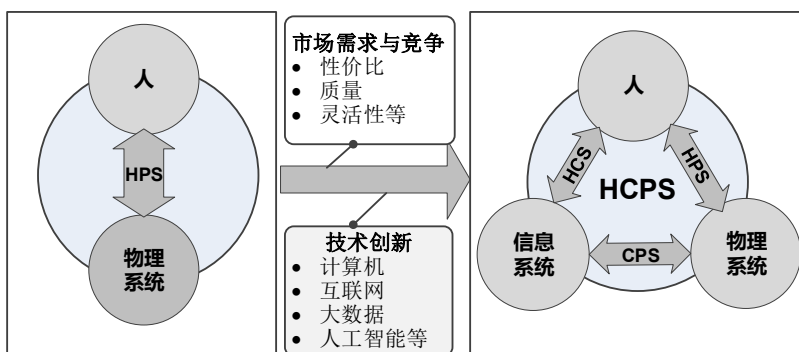 人
HPS
物理
系统
市场需求与竞争
• 性价比
• 质量
• 灵活性等
技术创新
• 计算机
• 互联网
• 大数据
• 人工智能等
人
HCS
HPS
HCPS
信息
系统
CPS
物理
系统